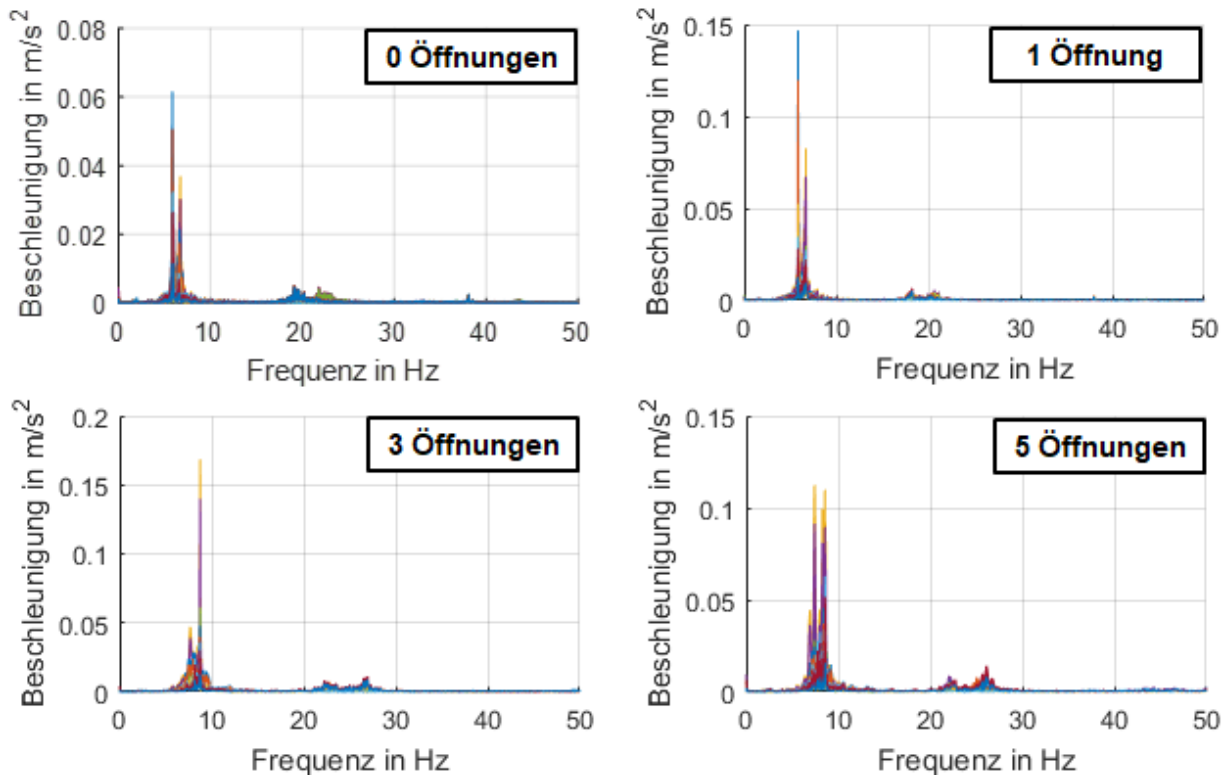 Beschleunigung in m/s²
0.08
0.06
0.04
0.02
0
0 Öffnungen
0 10 20 30 40 50
Frequenz in Hz
Beschleunigung in m/s²
0.15
0.1
0.05
0
1 Öffnung
0 10 20 30 40 50
Frequenz in Hz
Beschleunigung in m/s²
0.2
0.15
0.1
0.05
0
3 Öffnungen
0 10 20 30 40 50
Frequenz in Hz
Beschleunigung in m/s²
0.15
0.1
0.05
0
5 Öffnungen
0 10 20 30 40 50
Frequenz in Hz